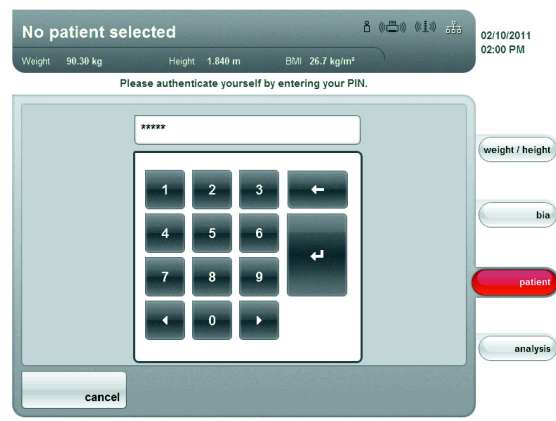 No patient selected
02/10/2011
02:00 PM
Weight 90.30 kg Height 1.840 m BMI 26.7 kg/m²
Please authenticate yourself by entering your PIN.
*****
1 2 3
4 5 6
7 8 9
0
weight / height
bia
patient
analysis
cancel